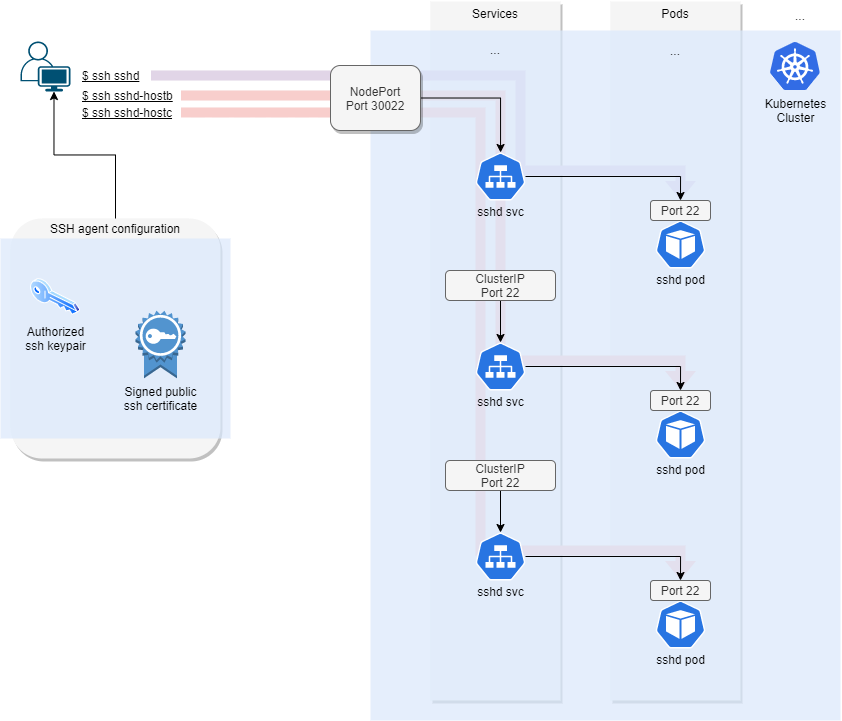 Services
Pods
...
...
...
$ ssh sshd
$ ssh sshd-hostb
$ ssh sshd-hostc
NodePort
Port 30022
Kubernetes
Cluster
sshd svc
Port 22
sshd pod
SSH agent configuration
Authorized
ssh keypair
Signed public
ssh certificate
ClusterIP
Port 22
sshd svc
Port 22
sshd pod
ClusterIP
Port 22
sshd svc
Port 22
sshd pod